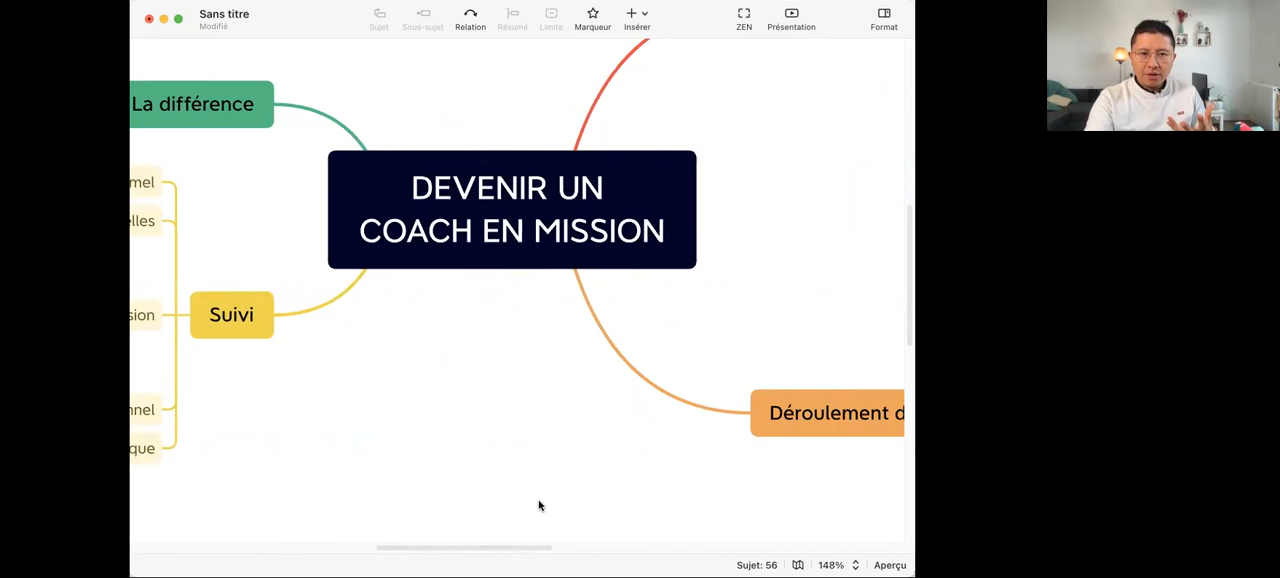 Sans titre
Modifié
Sujet
Sous-sujet
Relation
Résumé
Limite
Marqueur
Insérer
ZEN
Présentation
Format
La différence
DEVENIR UN
COACH EN MISSION
mel
elles
Suivi
sion
nnel
que
Déroulement d
Sujet: 56
148%
Aperçu